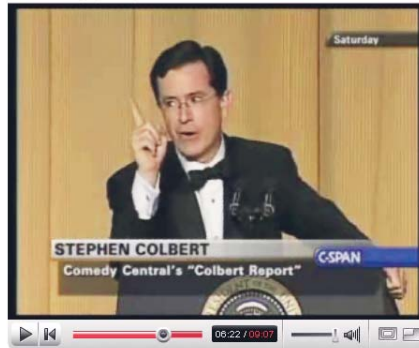 Saturday
STEPHEN COLBERT
C-SPAN
Comedy Central's "Colbert Report"
06:22 / 09:07